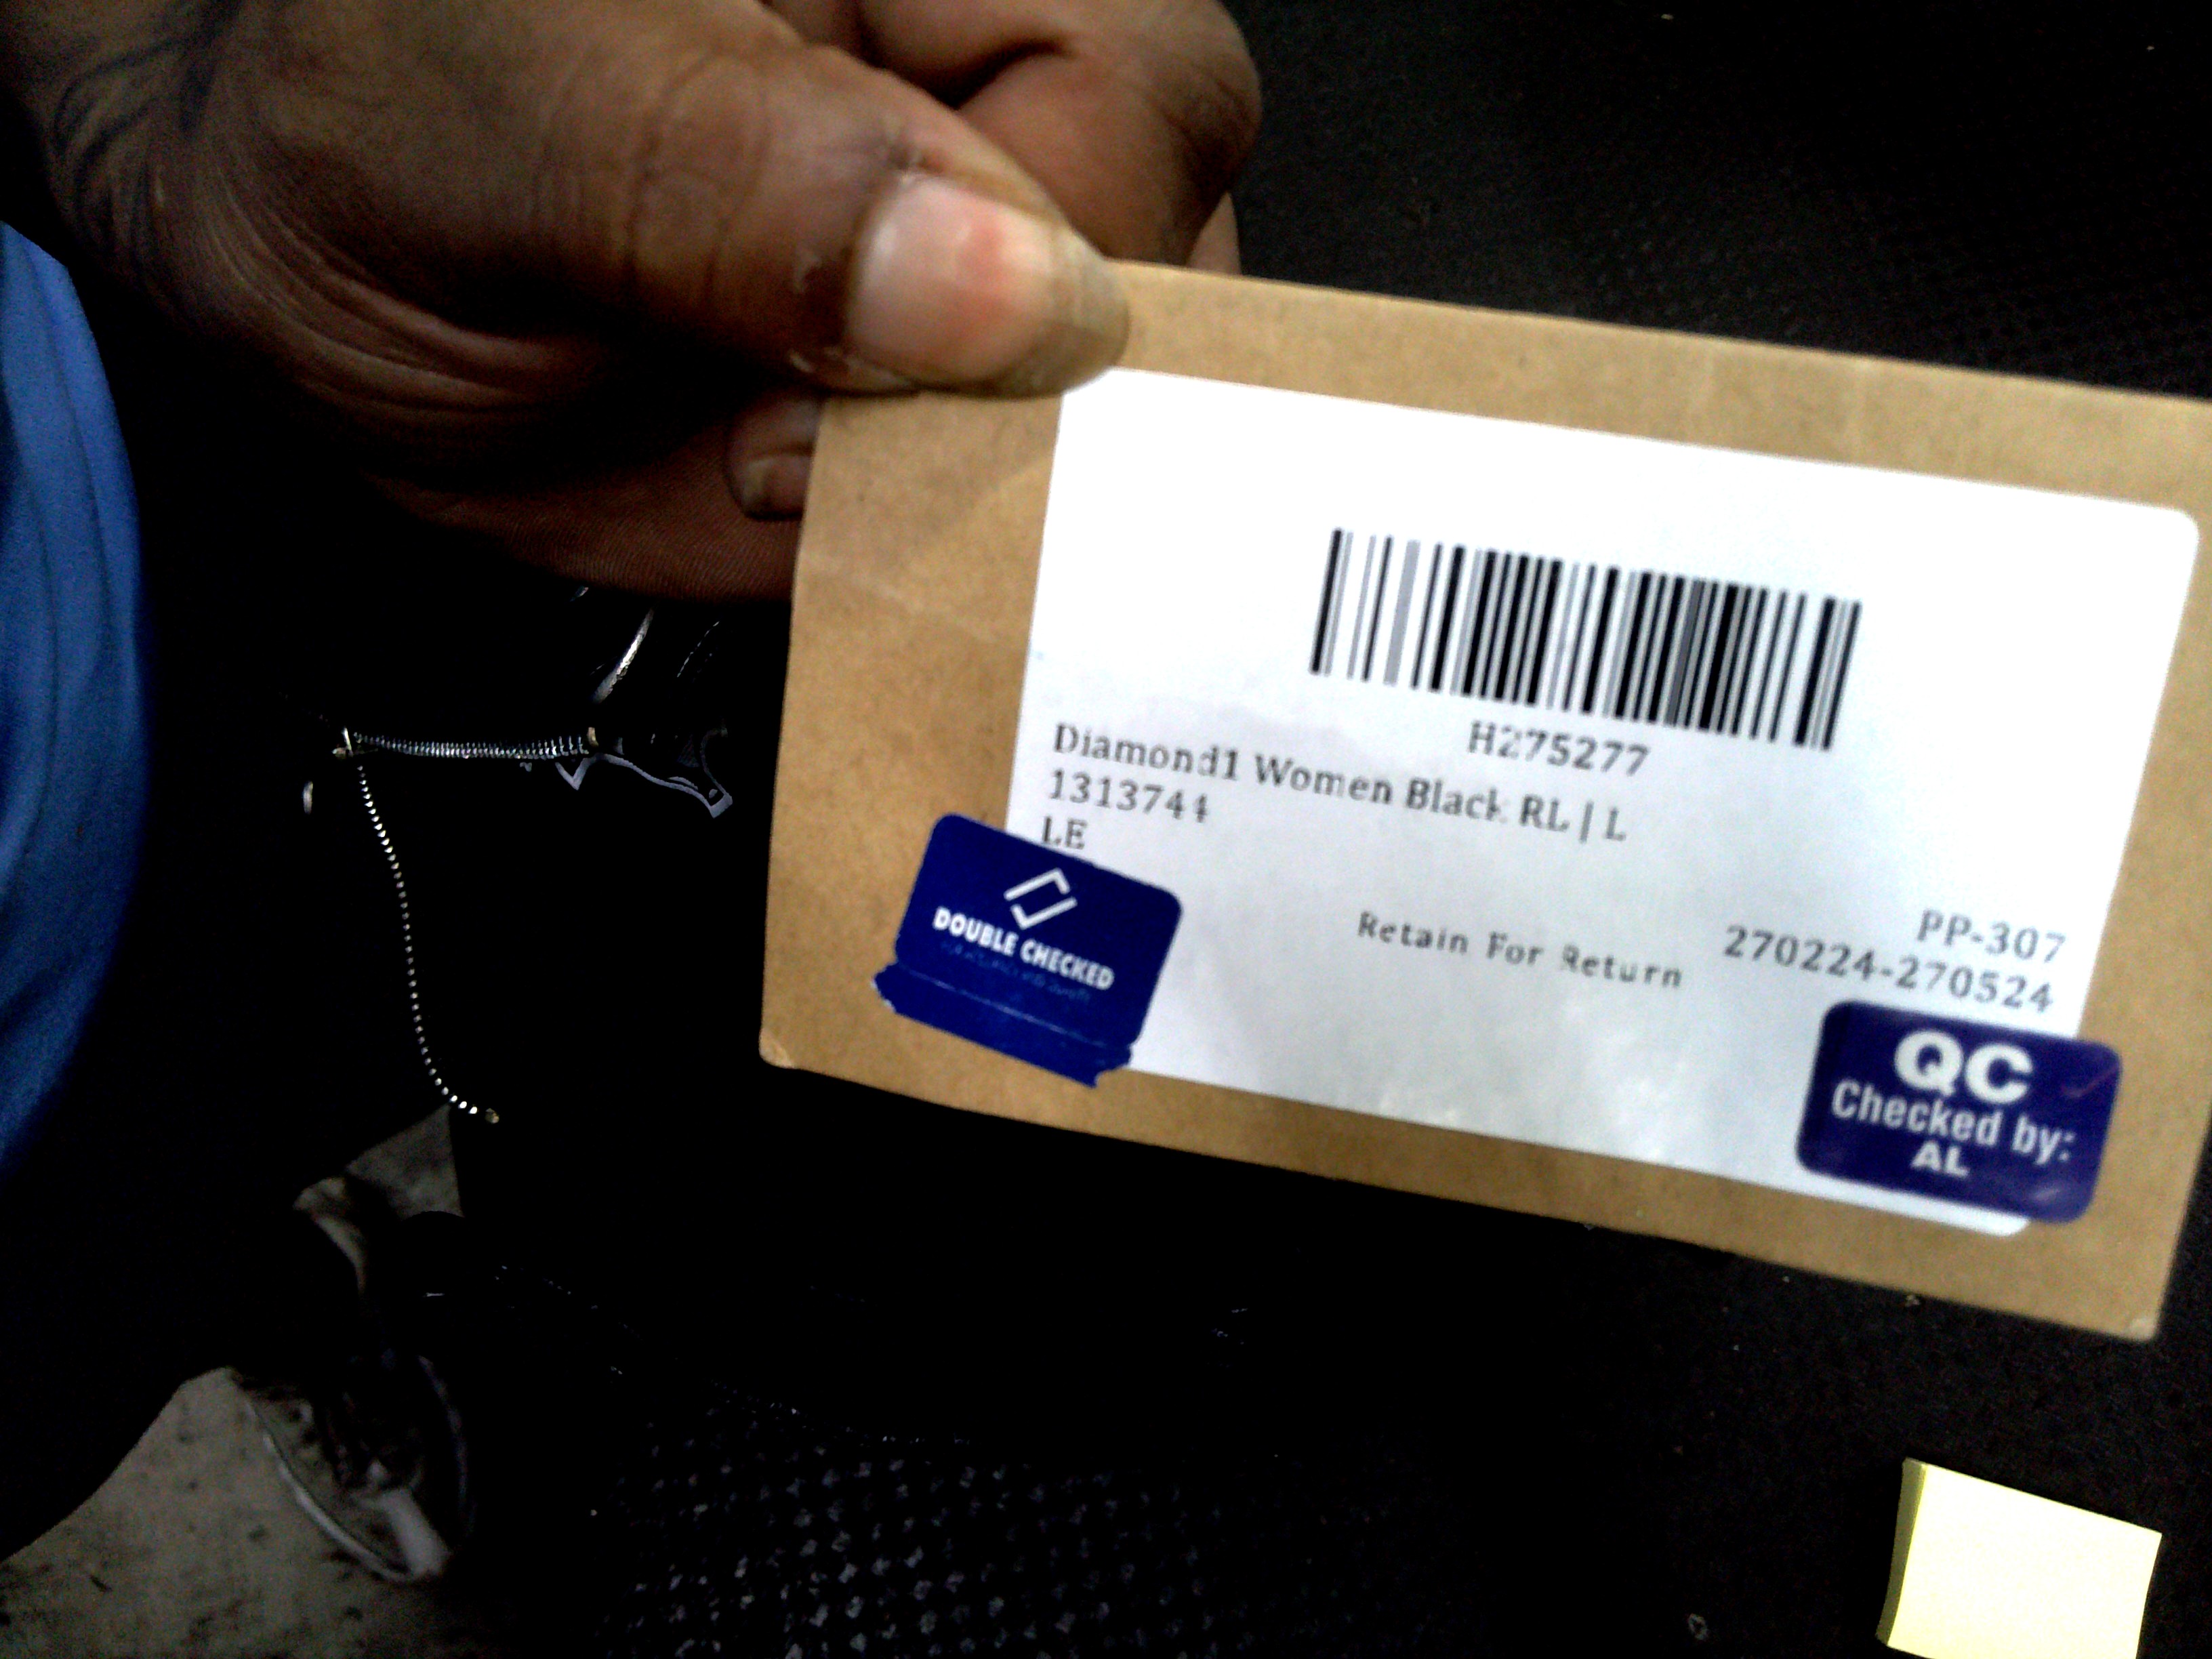 H275277
Diamond1 Women Black RL | L
1313744
LE
PP-307
Retain For Return
270224-270524
DOUBLE CHECKED
QC
Checked by:
AL